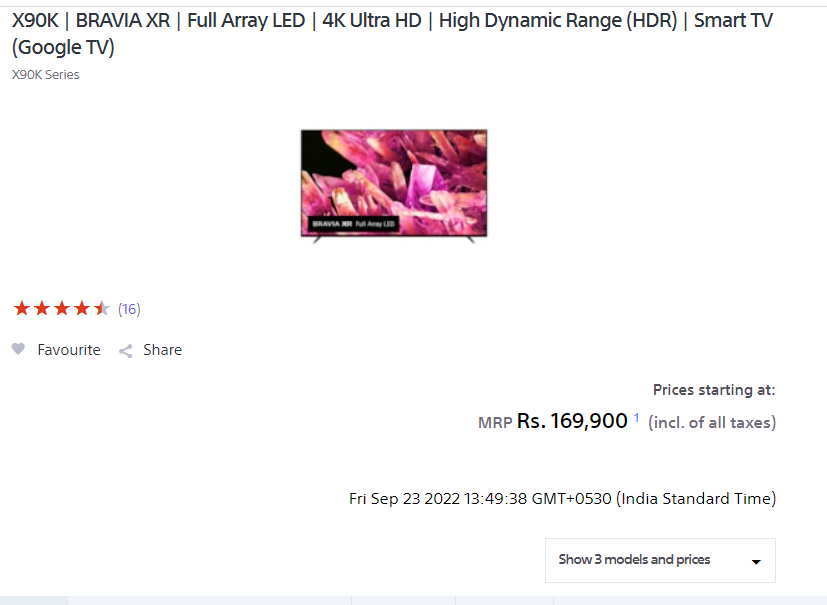 X90K | BRAVIA XR | Full Array LED | 4K Ultra HD | High Dynamic Range (HDR) | Smart TV
(Google TV)
X90K Series
BRAVIA XR Full Array LED
(16)
Favourite Share
Prices starting at:
MRP Rs. 169,900 1 (incl. of all taxes)
Fri Sep 23 2022 13:49:38 GMT+0530 (India Standard Time)
Show 3 models and prices